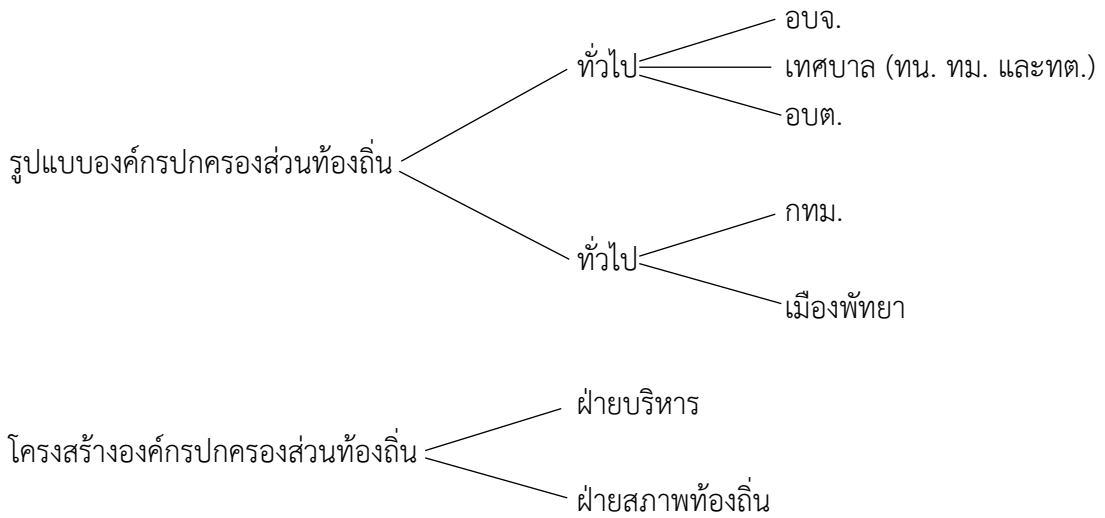 รูปแบบองค์กรปกครองส่วนท้องถิ่น
ทั่วไป
อบจ.
เทศบาล (ทน. ทม. และทต.)
อบต.
ทั่วไป
กทม.
เมืองพัทยา
โครงสร้างองค์กรปกครองส่วนท้องถิ่น
ฝ่ายบริหาร
ฝ่ายสภาพท้องถิ่น